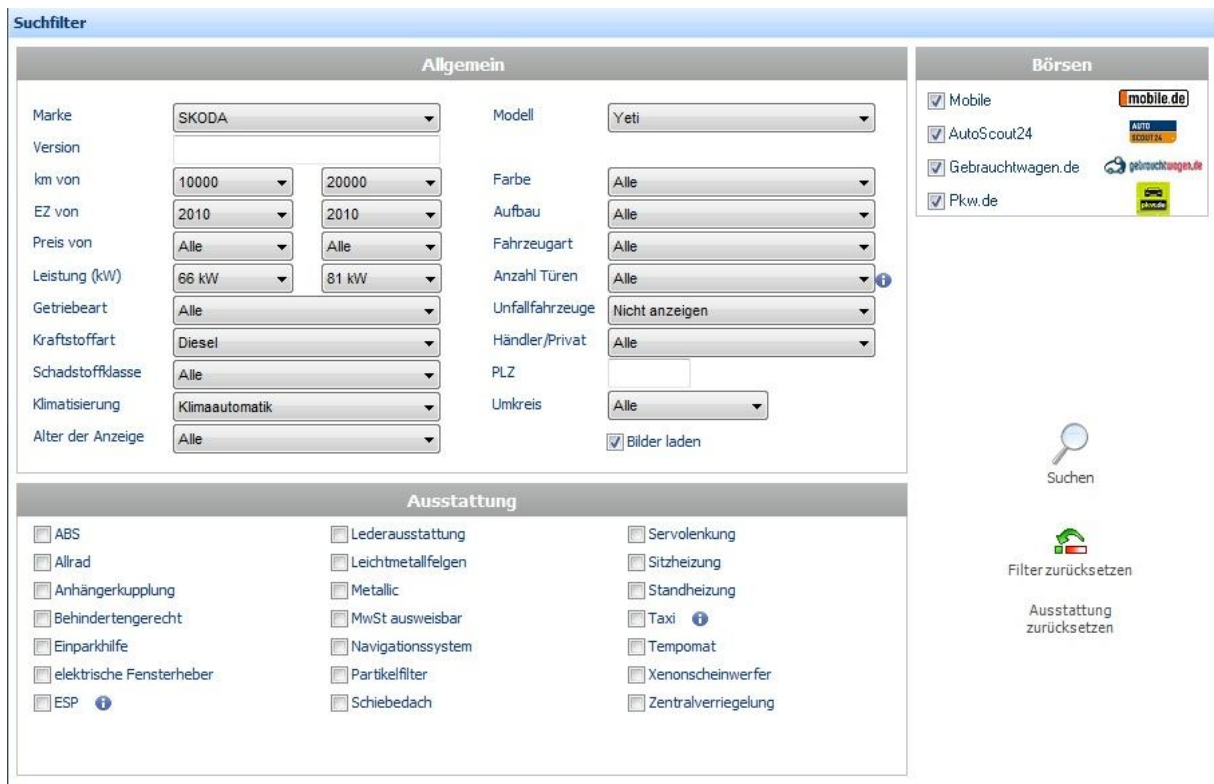 Suchfilter
Allgemein
Marke SKODA Modell Yeti
Version
km von 10000 20000 Farbe Alle
EZ von 2010 2010 Aufbau Alle
Preis von Alle Alle Fahrzeugart Alle
Leistung (kW) 66 kW 81 kW Anzahl Türen Alle
Getriebeart Alle Unfallfahrzeuge Nicht anzeigen
Kraftstoffart Diesel Händler/Privat Alle
Schadstoffklasse Alle PLZ
Klimatisierung Klimaautomatik Umkreis Alle
Alter der Anzeige Alle Bilder laden
Börsen
Mobile mobile.de
AutoScout24 AUTO SCOUT 24
Gebrauchtwagen.de gebrauchtwagen.de
Pkw.de pkw.de
Suchen
Filter zurücksetzen
Ausstattung
zurücksetzen
Ausstattung
ABS Lederausstattung Servolenkung
Allrad Leichtmetallfelgen Sitzheizung
Anhängerkupplung Metallic Standheizung
Behindertengerecht MwSt ausweisbar Taxi
Einparkhilfe Navigationssystem Tempomat
elektrische Fensterheber Partikelfilter Xenonscheinwerfer
ESP Schiebedach Zentralverriegelung